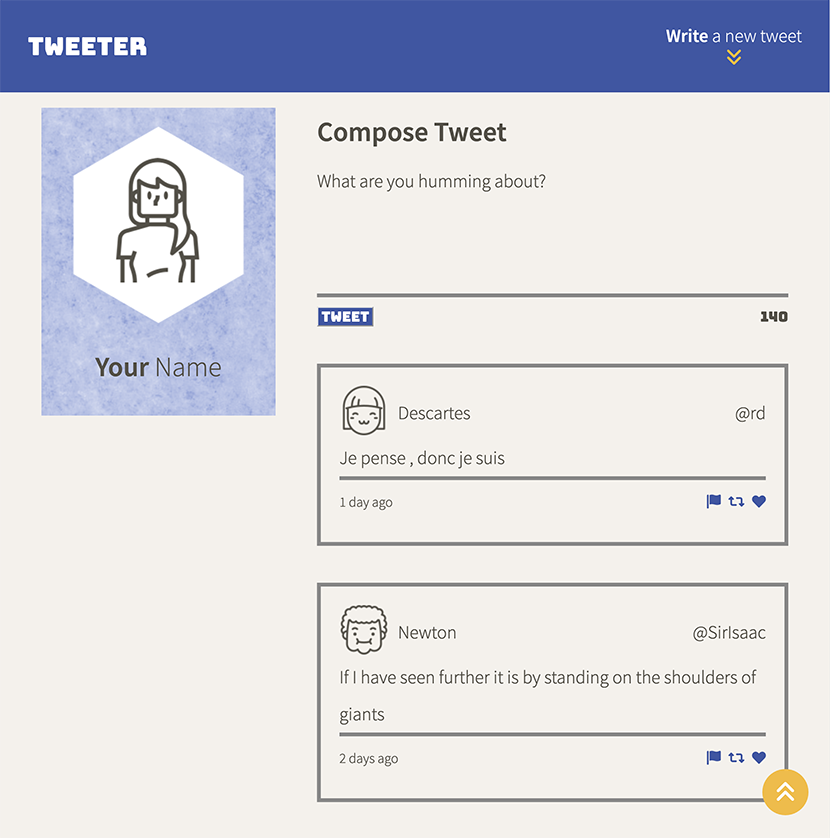 TWEETER
Write a new tweet
Your Name
Compose Tweet
What are you humming about?
TWEET
140
Descartes
@rd
Je pense , donc je suis
1 day ago
Newton
@SirIsaac
If I have seen further it is by standing on the shoulders of
giants
2 days ago